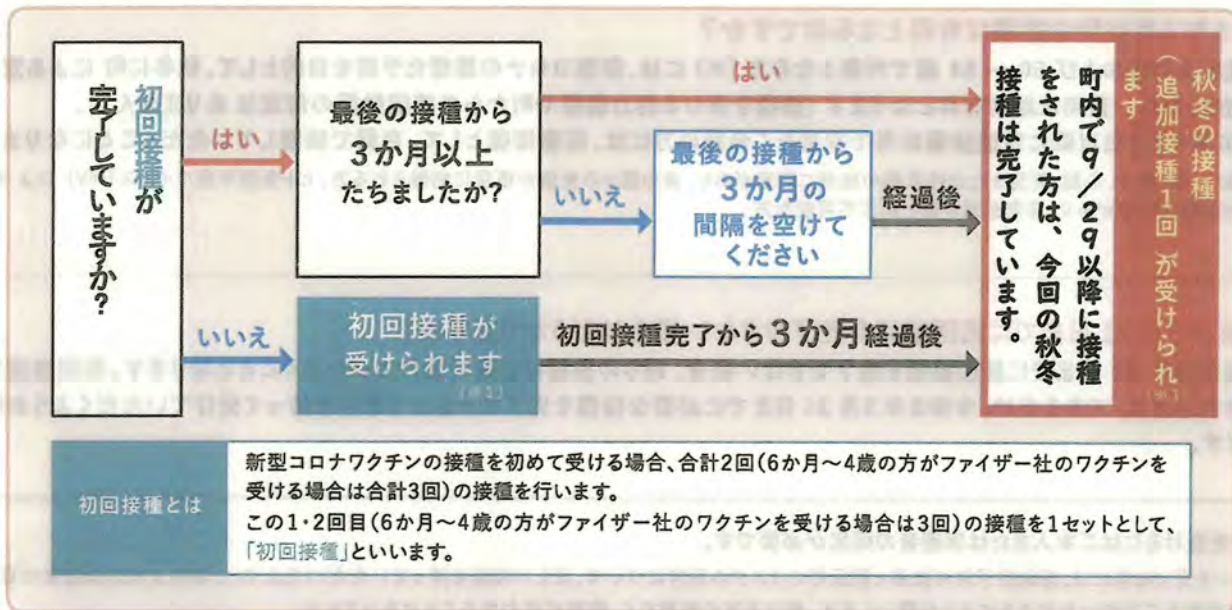 初回接種が
完了していますか?
はい
いいえ
最後の接種から
3か月以上
たちましたか?
はい
いいえ
最後の接種から
3か月の
間隔を空けて
ください
経過後
初回接種が
受けられます
初回接種完了から3か月経過後
秋冬の接種
(追加接種1回)が受けられ
ます
町内で9/29以降に接種
をされた方は、今回の秋冬
接種は完了しています。
初回接種とは
新型コロナワクチンの接種を初めて受ける場合、合計2回(6か月~4歳の方がファイザー社のワクチンを
受ける場合は合計3回)の接種を行います。
この1・2回目(6か月~4歳の方がファイザー社のワクチンを受ける場合は3回)の接種を1セットとして、
「初回接種」といいます。